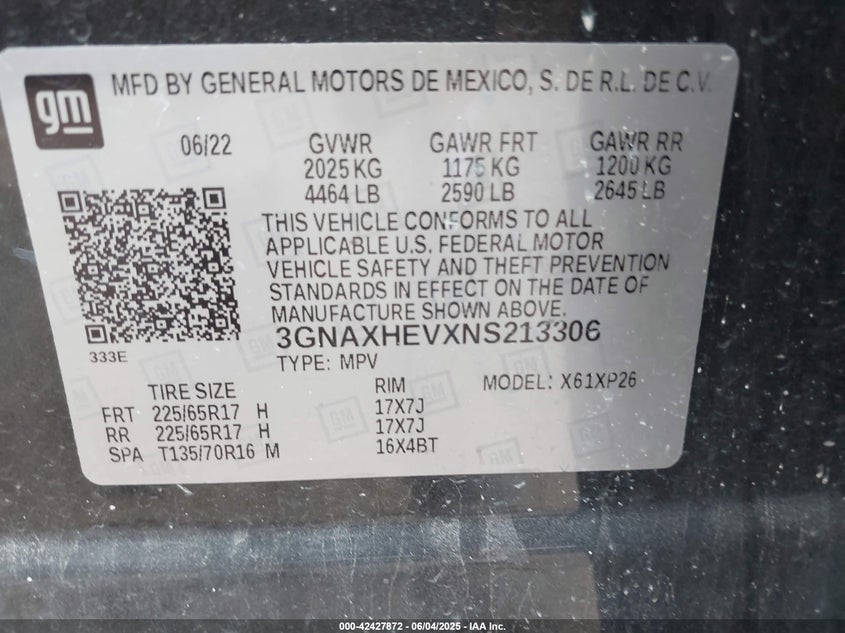 gm
MFD BY GENERAL MOTORS DE MEXICO, S. DE R.L. DE C.V.
06/22 GVWR GAWR FRT GAWR RR
2025 KG 1175 KG 1200 KG
4464 LB 2590 LB 2645 LB
THIS VEHICLE CONFORMS TO ALL
APPLICABLE U.S. FEDERAL MOTOR
VEHICLE SAFETY AND THEFT PREVENTION
STANDARDS IN EFFECT ON THE DATE OF
MANUFACTURE SHOWN ABOVE.
3GNAXHEVXNS213306
333E
TYPE: MPV
TIRE SIZE RIM MODEL: X61XP26
FRT 225/65R17 H 17X7J
RR 225/65R17 H 17X7J
SPA T135/70R16 M 16X4BT
000-42427872 - 06/04/2025 - IAA Inc.